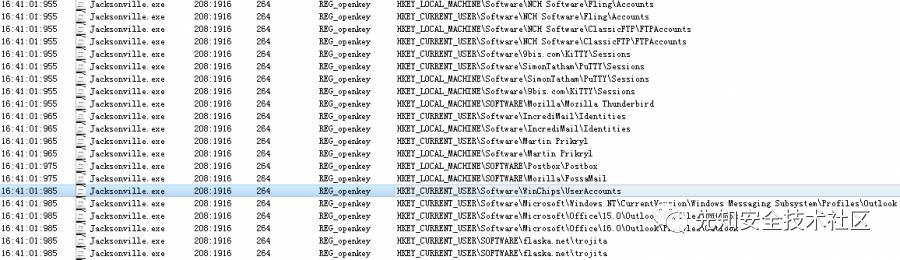 16:41:01:955 Jacksonville.exe 208:1916 264 REG_openkey HKEY_LOCAL_MACHINE\Software\NCH Software\Fling\Accounts
16:41:01:955 Jacksonville.exe 208:1916 264 REG_openkey HKEY_CURRENT_USER\Software\NCH Software\Fling\Accounts
16:41:01:955 Jacksonville.exe 208:1916 264 REG_openkey HKEY_LOCAL_MACHINE\Software\NCH Software\ClassicFTP\FTPAccounts
16:41:01:955 Jacksonville.exe 208:1916 264 REG_openkey HKEY_CURRENT_USER\Software\NCH Software\ClassicFTP\FTPAccounts
16:41:01:955 Jacksonville.exe 208:1916 264 REG_openkey HKEY_CURRENT_USER\Software\9bis.com\KiTTY\Sessions
16:41:01:955 Jacksonville.exe 208:1916 264 REG_openkey HKEY_CURRENT_USER\Software\SimonTatham\PuTTY\Sessions
16:41:01:955 Jacksonville.exe 208:1916 264 REG_openkey HKEY_LOCAL_MACHINE\Software\SimonTatham\PuTTY\Sessions
16:41:01:955 Jacksonville.exe 208:1916 264 REG_openkey HKEY_LOCAL_MACHINE\Software\9bis.com\KiTTY\Sessions
16:41:01:955 Jacksonville.exe 208:1916 264 REG_openkey HKEY_LOCAL_MACHINE\SOFTWARE\Mozilla\Mozilla Thunderbird
16:41:01:965 Jacksonville.exe 208:1916 264 REG_openkey HKEY_CURRENT_USER\Software\IncrediMail\Identities
16:41:01:965 Jacksonville.exe 208:1916 264 REG_openkey HKEY_LOCAL_MACHINE\Software\IncrediMail\Identities
16:41:01:965 Jacksonville.exe 208:1916 264 REG_openkey HKEY_CURRENT_USER\Software\Martin Prikryl
16:41:01:965 Jacksonville.exe 208:1916 264 REG_openkey HKEY_LOCAL_MACHINE\Software\Martin Prikryl
16:41:01:975 Jacksonville.exe 208:1916 264 REG_openkey HKEY_LOCAL_MACHINE\SOFTWARE\Postbox\Postbox
16:41:01:975 Jacksonville.exe 208:1916 264 REG_openkey HKEY_LOCAL_MACHINE\SOFTWARE\Mozilla\FossaMail
16:41:01:985 Jacksonville.exe 208:1916 264 REG_openkey HKEY_CURRENT_USER\Software\WinChips\UserAccounts
16:41:01:985 Jacksonville.exe 208:1916 264 REG_openkey HKEY_CURRENT_USER\Software\Microsoft\Windows NT\CurrentVersion\Windows Messaging Subsystem\Profiles\Outlook
16:41:01:985 Jacksonville.exe 208:1916 264 REG_openkey HKEY_CURRENT_USER\Software\Microsoft\Office\15.0\Outlook\Profiles\Outlook
16:41:01:985 Jacksonville.exe 208:1916 264 REG_openkey HKEY_CURRENT_USER\Software\Microsoft\Office\16.0\Outlook\Profiles\Outlook
16:41:01:985 Jacksonville.exe 208:1916 264 REG_openkey HKEY_CURRENT_USER\SOFTWARE\flaska.net\trojita
16:41:01:985 Jacksonville.exe 208:1916 264 REG_openkey HKEY_LOCAL_MACHINE\SOFTWARE\flaska.net\trojita
先知安全技术社区